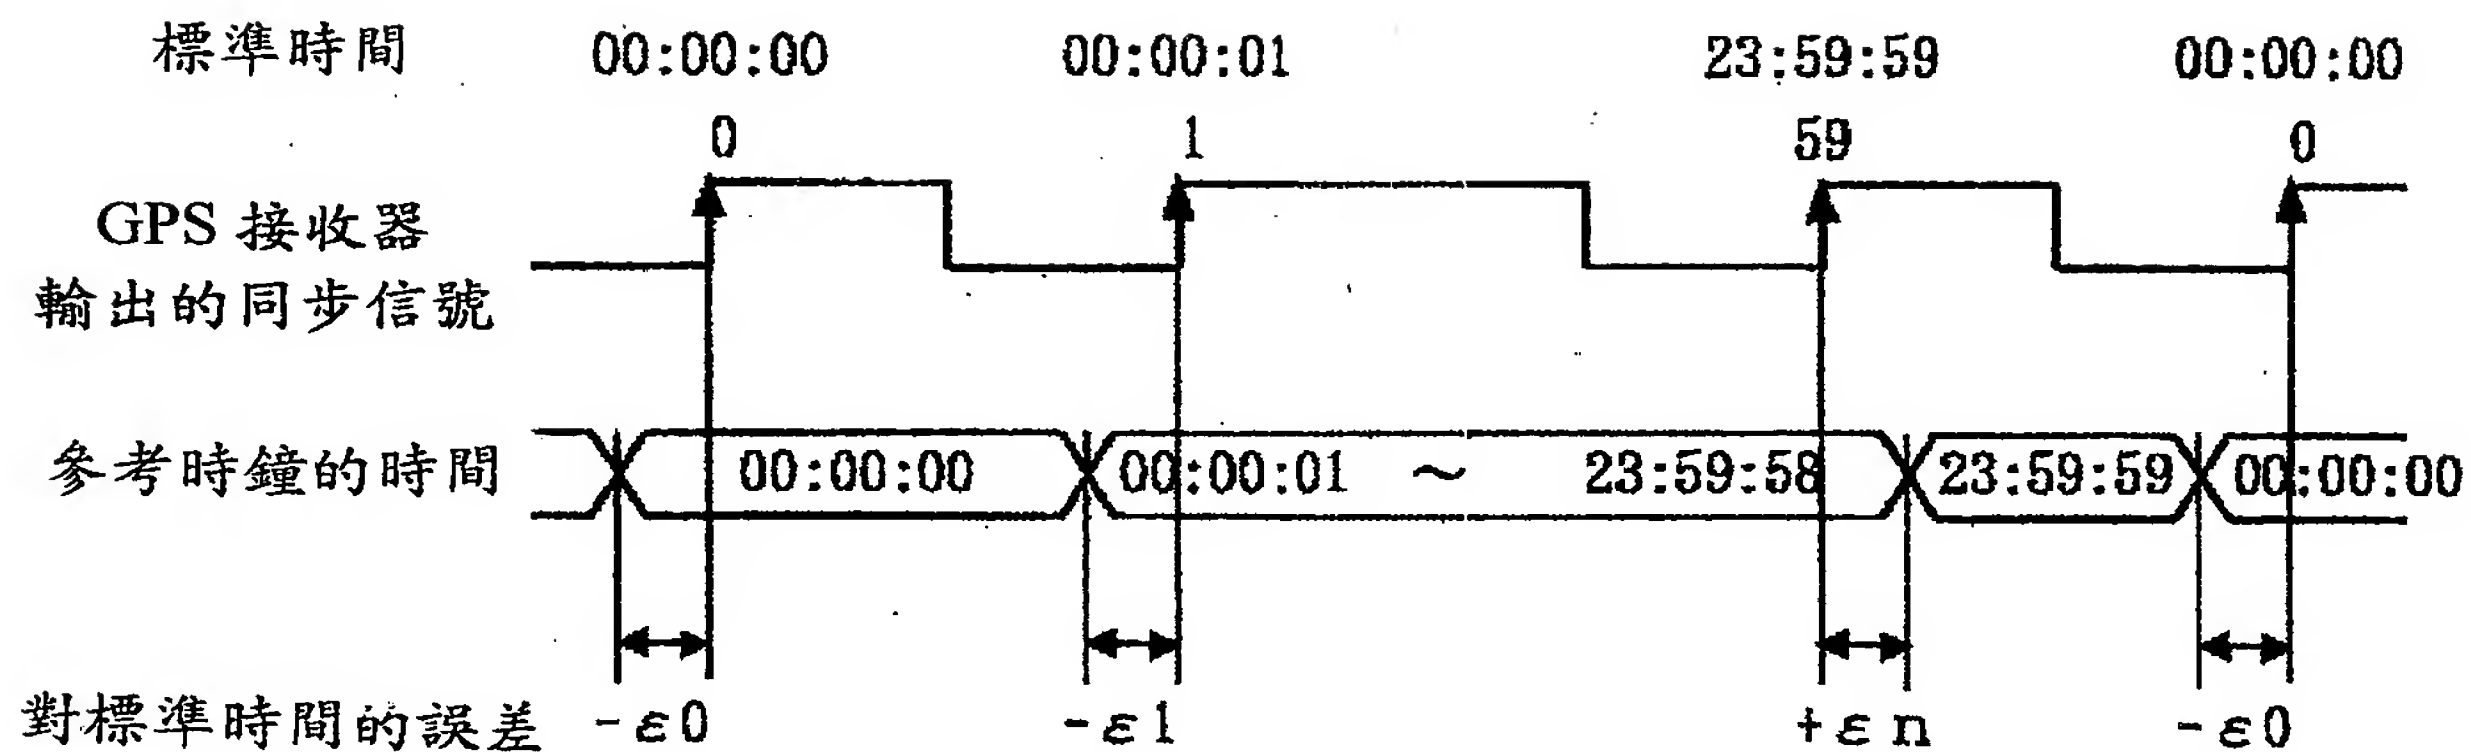 標準時間 00:00:00 00:00:01 23:59:59 00:00:00
0 1 59 0
GPS 接收器
輸出的同步信號
參考時鐘的時間 00:00:00 00:00:01 ～ 23:59:58 23:59:59 00:00:00
對標準時間的誤差 -ε0 -ε1 +εn -ε0